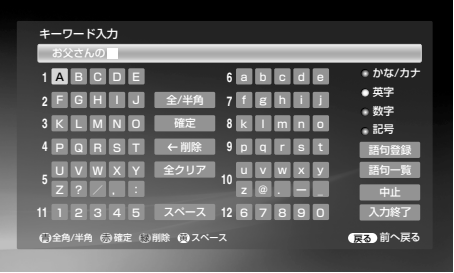 キーワード入力
お父さんの
1 A B C D E 6 a b c d e かな/カナ
2 F G H I J 全/半角 7 f g h i j 英字
3 K L M N O 確定 8 k l m n o 数字
記号
4 P Q R S T ←削除 9 p q r s t 語句登録
5 U V W X Y 全クリア 10 u v w x y 語句一覧
Z ? / . : z @ . — _ 中止
11 1 2 3 4 5 スペース 12 6 7 8 9 0 入力終了
青 全角/半角 赤 確定 緑 削除 黄 スペース 戻る 前へ戻る